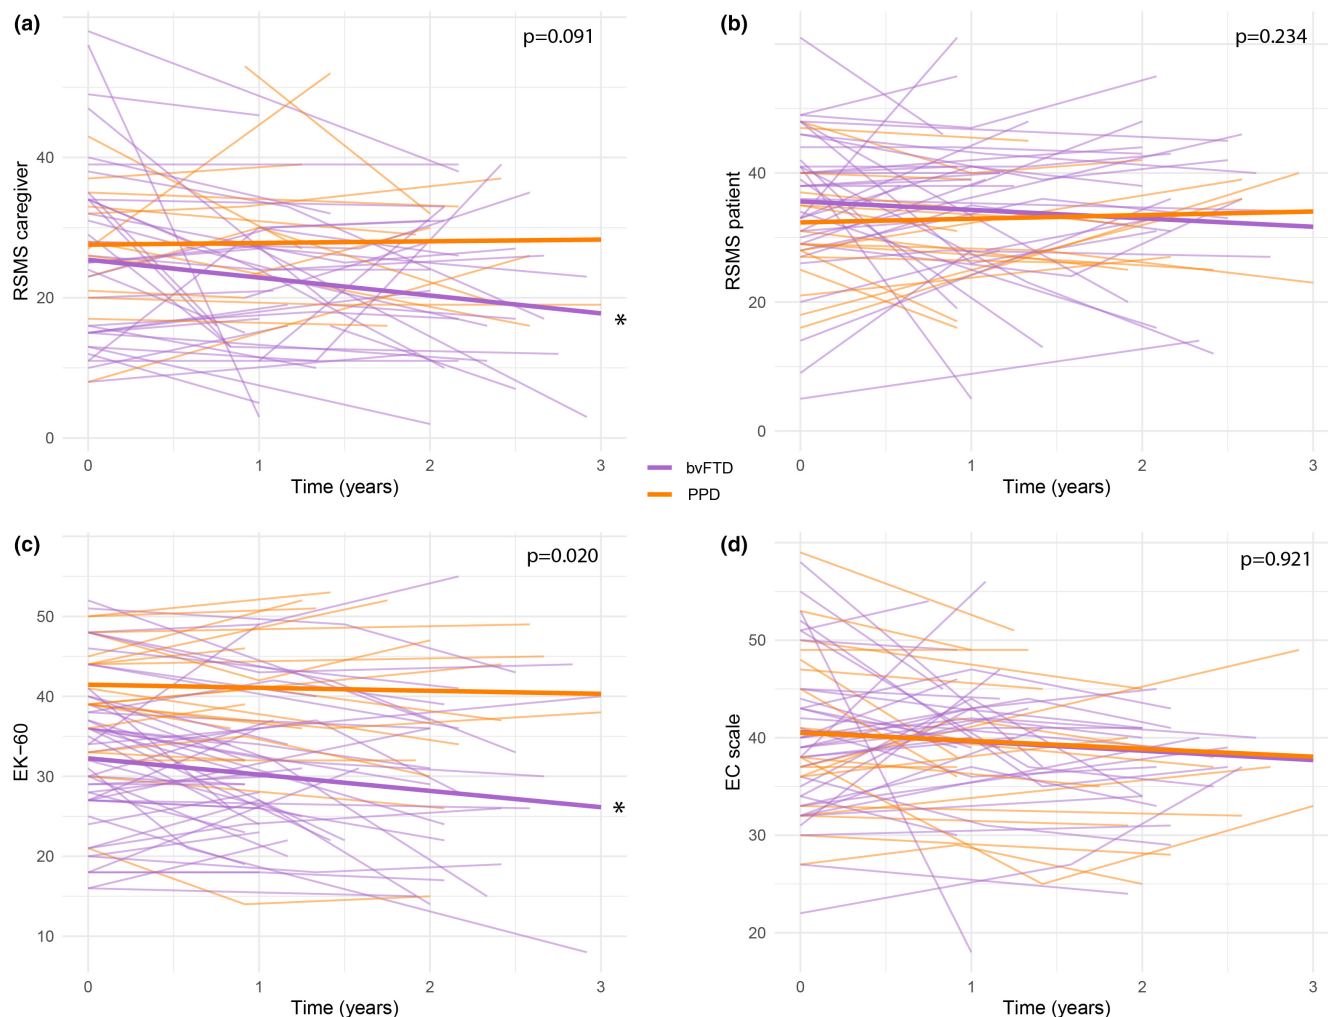 (a)
p=0.091
RSMS caregiver
40
20
0
0 1 2 3
Time (years)
*
(b)
p=0.234
RSMS patient
40
20
0
0 1 2 3
Time (years)
bvFTD
PPD
(c)
p=0.020
EK−60
50
40
30
20
10
0 1 2 3
Time (years)
*
(d)
p=0.921
EC scale
50
40
30
20
0 1 2 3
Time (years)